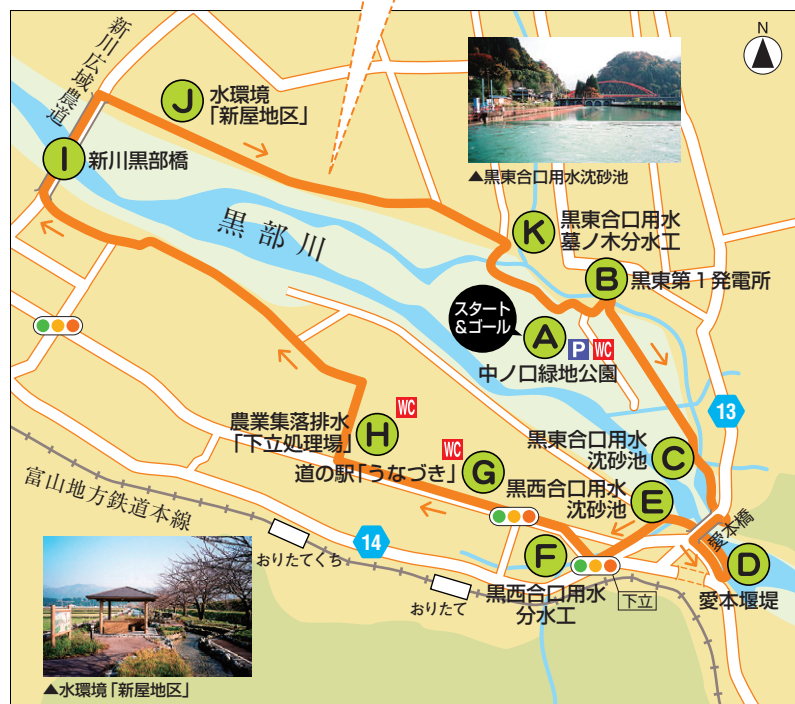 N
新川広域農道
J
水環境
「新屋地区」
I
新川黒部橋
▲黒東合口用水沈砂池
黒部川
K
黒東合口用水
墓ノ木分水工
B
黒東第1発電所
スタート
&ゴール
A
P
WC
中ノ口緑地公園
13
農業集落排水
「下立処理場」
H
WC
WC
道の駅「うなづき」
G
黒東合口用水
沈砂池
C
黒西合口用水
沈砂池
E
富山地方鉄道本線
14
おりたてくち
おりたて
F
黒西合口用水
分水工
下立
愛本橋
D
愛本堰堤
▲水環境「新屋地区」